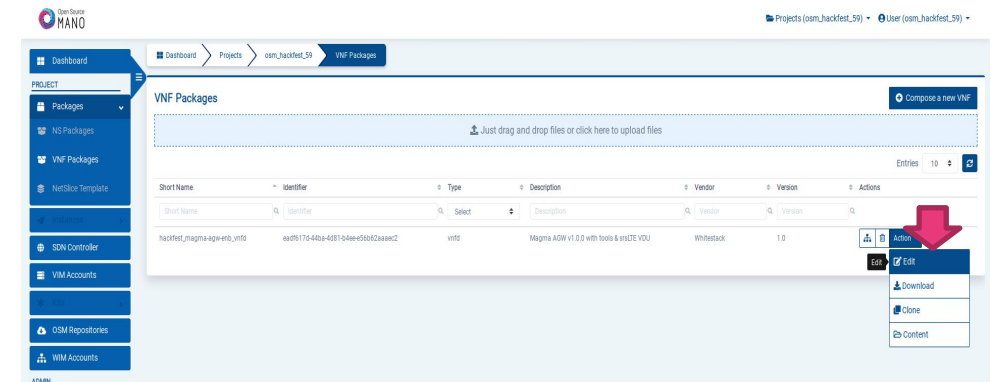 Open Source
MANO
Projects (osm_hackfest_59)
User (osm_hackfest_59)
Dashboard
Dashboard
Projects
osm_hackfest_59
VNF Packages
PROJECT
Packages
NS Packages
VNF Packages
NetSlice Template
SDN Controller
VIM Accounts
OSM Repositories
WIM Accounts
ADMIN
VNF Packages
Compose a new VNF
Just drag and drop files or click here to upload files
Entries 10
Short Name Identifier Type Description Vendor Version Actions
Short Name Identifier Select Description Vendor Version
hackfest_magma-agw-enb_vnfd eadf617d-44ba-4d81-b4ee-e56b62aaaec2 vnfd Magma AGW v1.0.0 with tools & srsLTE VDU Whitestack 1.0 Action
Edit
Edit
Download
Clone
Content